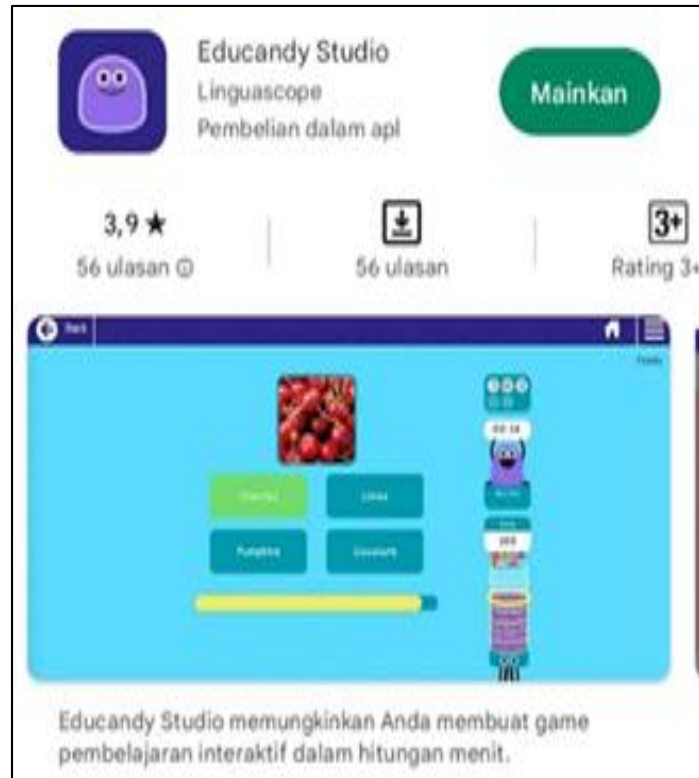 Educandy Studio
Linguascope
Pembelian dalam apl
Mainkan
3,9 ★
56 ulasan
56 ulasan
3+
Rating 3+
Back
Educandy Studio memungkinkan Anda membuat game
pembelajaran interaktif dalam hitungan menit.